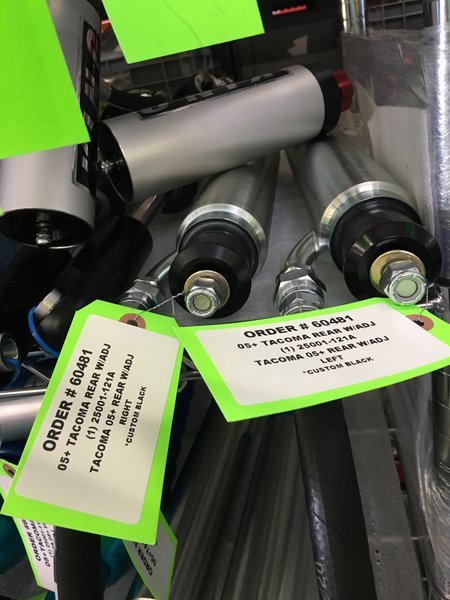 ORDER # 60481
05+ TACOMA REAR W/ADJ
(1) 25001-121A
TACOMA 05+ REAR W/ADJ
RIGHT
*CUSTOM BLACK
ORDER # 60481
05+ TACOMA REAR W/ADJ
(1) 25001-121A
TACOMA 05+ REAR W/ADJ
LEFT
*CUSTOM BLACK